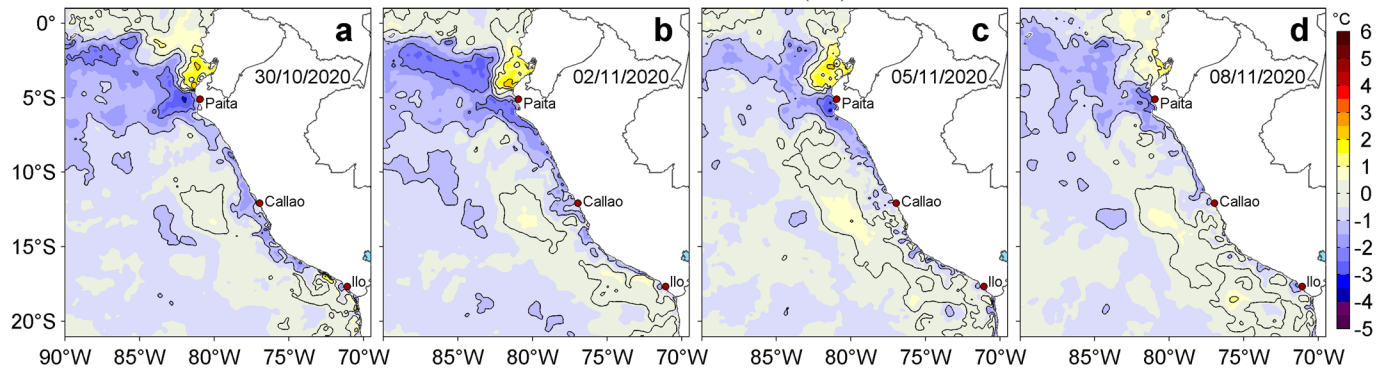 a
30/10/2020
Paita
Callao
Ilo
b
02/11/2020
Paita
Callao
Ilo
c
05/11/2020
Paita
Callao
Ilo
d
08/11/2020
Paita
Callao
Ilo
0°
5°S
10°S
15°S
20°S
90°W 85°W 80°W 75°W 70°W
85°W 80°W 75°W 70°W
85°W 80°W 75°W 70°W
85°W 80°W 75°W 70°W
°C
6
5
4
3
2
1
0
-1
-2
-3
-4
-5